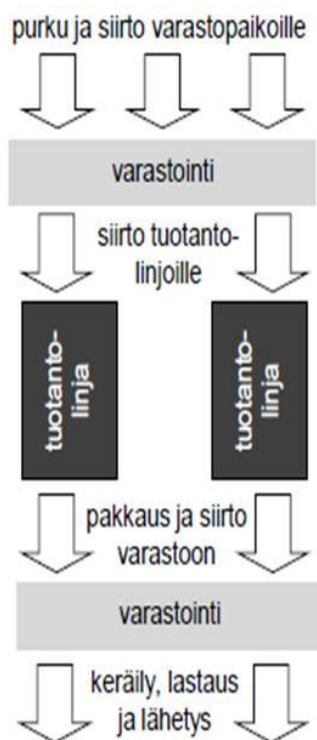 purku ja siirto varastopaikoille
varastointi
siirto tuotanto-
linjoille
tuotanto-
linja
tuotanto-
linja
pakkaus ja siirto
varastoon
varastointi
keräily, lastaus
ja lähetys